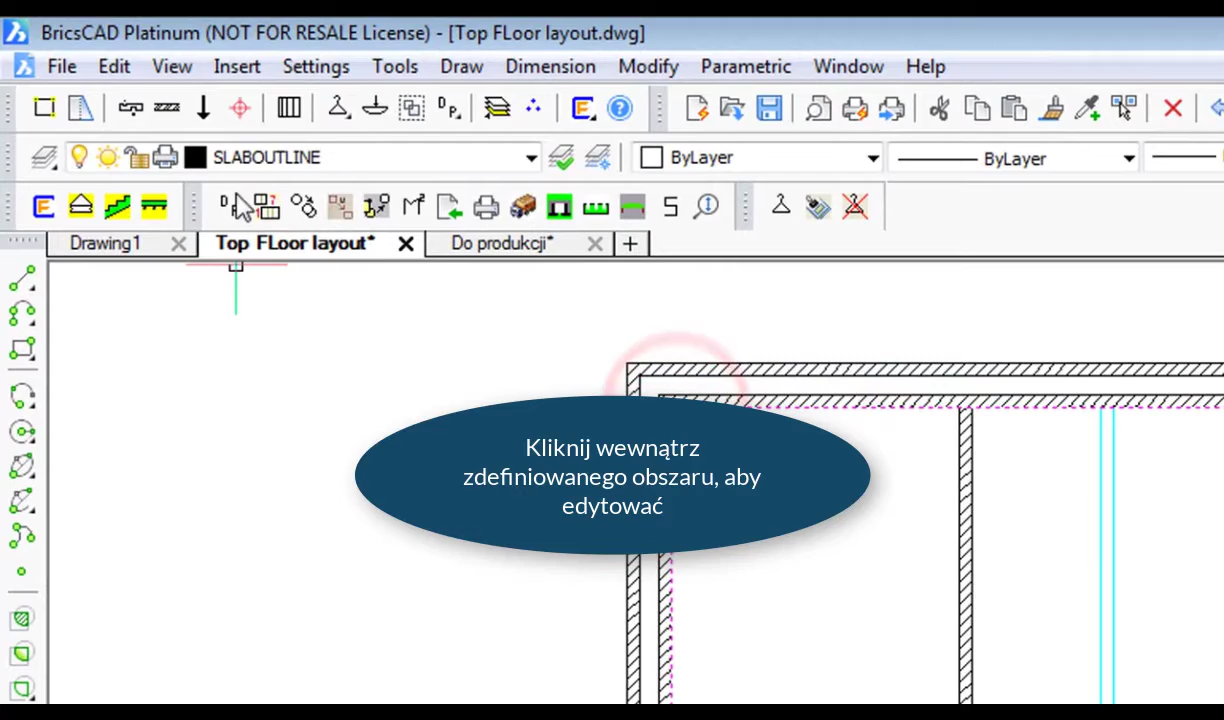 BricsCAD Platinum (NOT FOR RESALE License) - [Top FLoor layout.dwg]
File Edit View Insert Settings Tools Draw Dimension Modify Parametric Window Help
SLABOUTLINE ByLayer ByLayer
Drawing1 Top FLoor layout* Do produkcji*
Kliknij wewnątrz
zdefiniowanego obszaru, aby
edytować